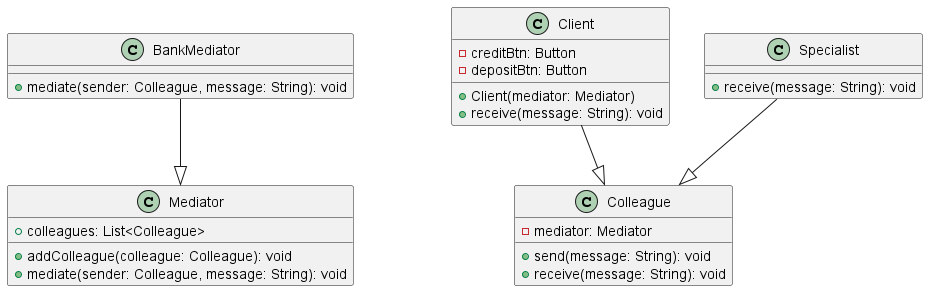 C BankMediator
mediate(sender: Colleague, message: String): void
C Client
creditBtn: Button
depositBtn: Button
Client(mediator: Mediator)
receive(message: String): void
C Specialist
receive(message: String): void
C Mediator
colleagues: List<Colleague>
addColleague(colleague: Colleague): void
mediate(sender: Colleague, message: String): void
C Colleague
mediator: Mediator
send(message: String): void
receive(message: String): void